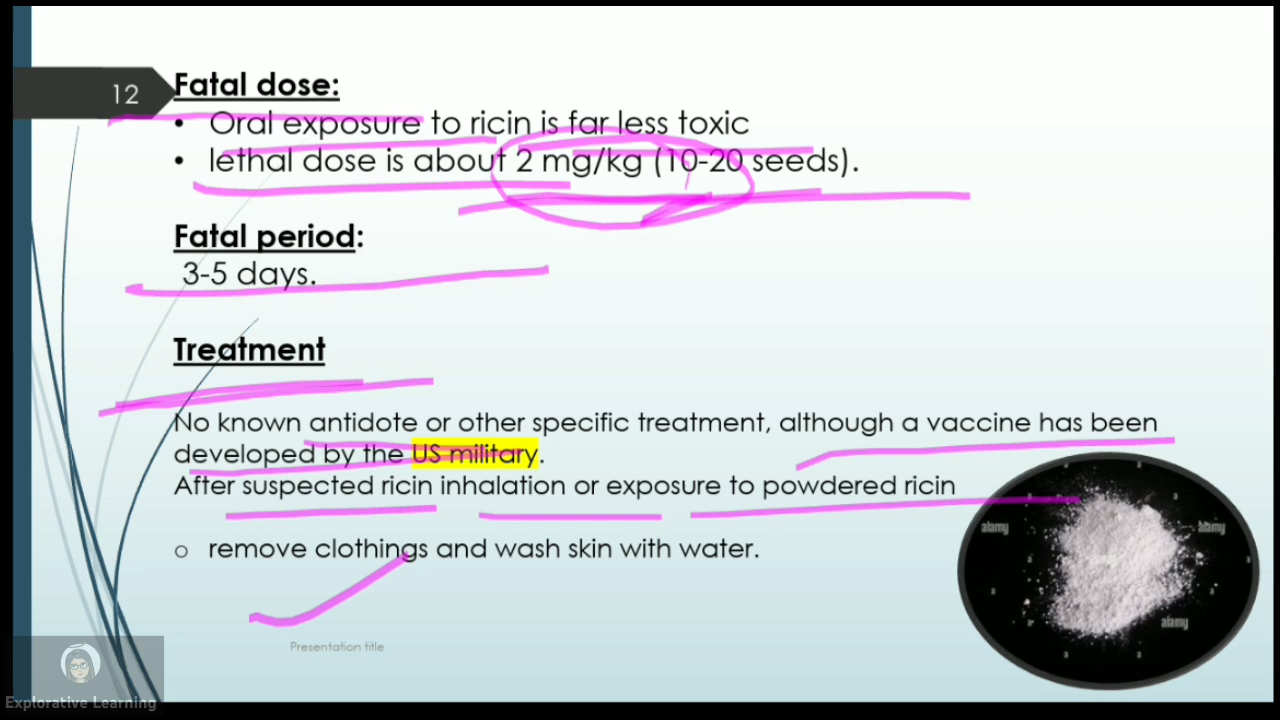 12
Fatal dose:
• Oral exposure to ricin is far less toxic
• lethal dose is about 2 mg/kg (10-20 seeds).
Fatal period:
3-5 days.
Treatment
No known antidote or other specific treatment, although a vaccine has been
developed by the US military.
After suspected ricin inhalation or exposure to powdered ricin
o remove clothings and wash skin with water.
alamy
alamy
alamy
Presentation title
Explorative Learning